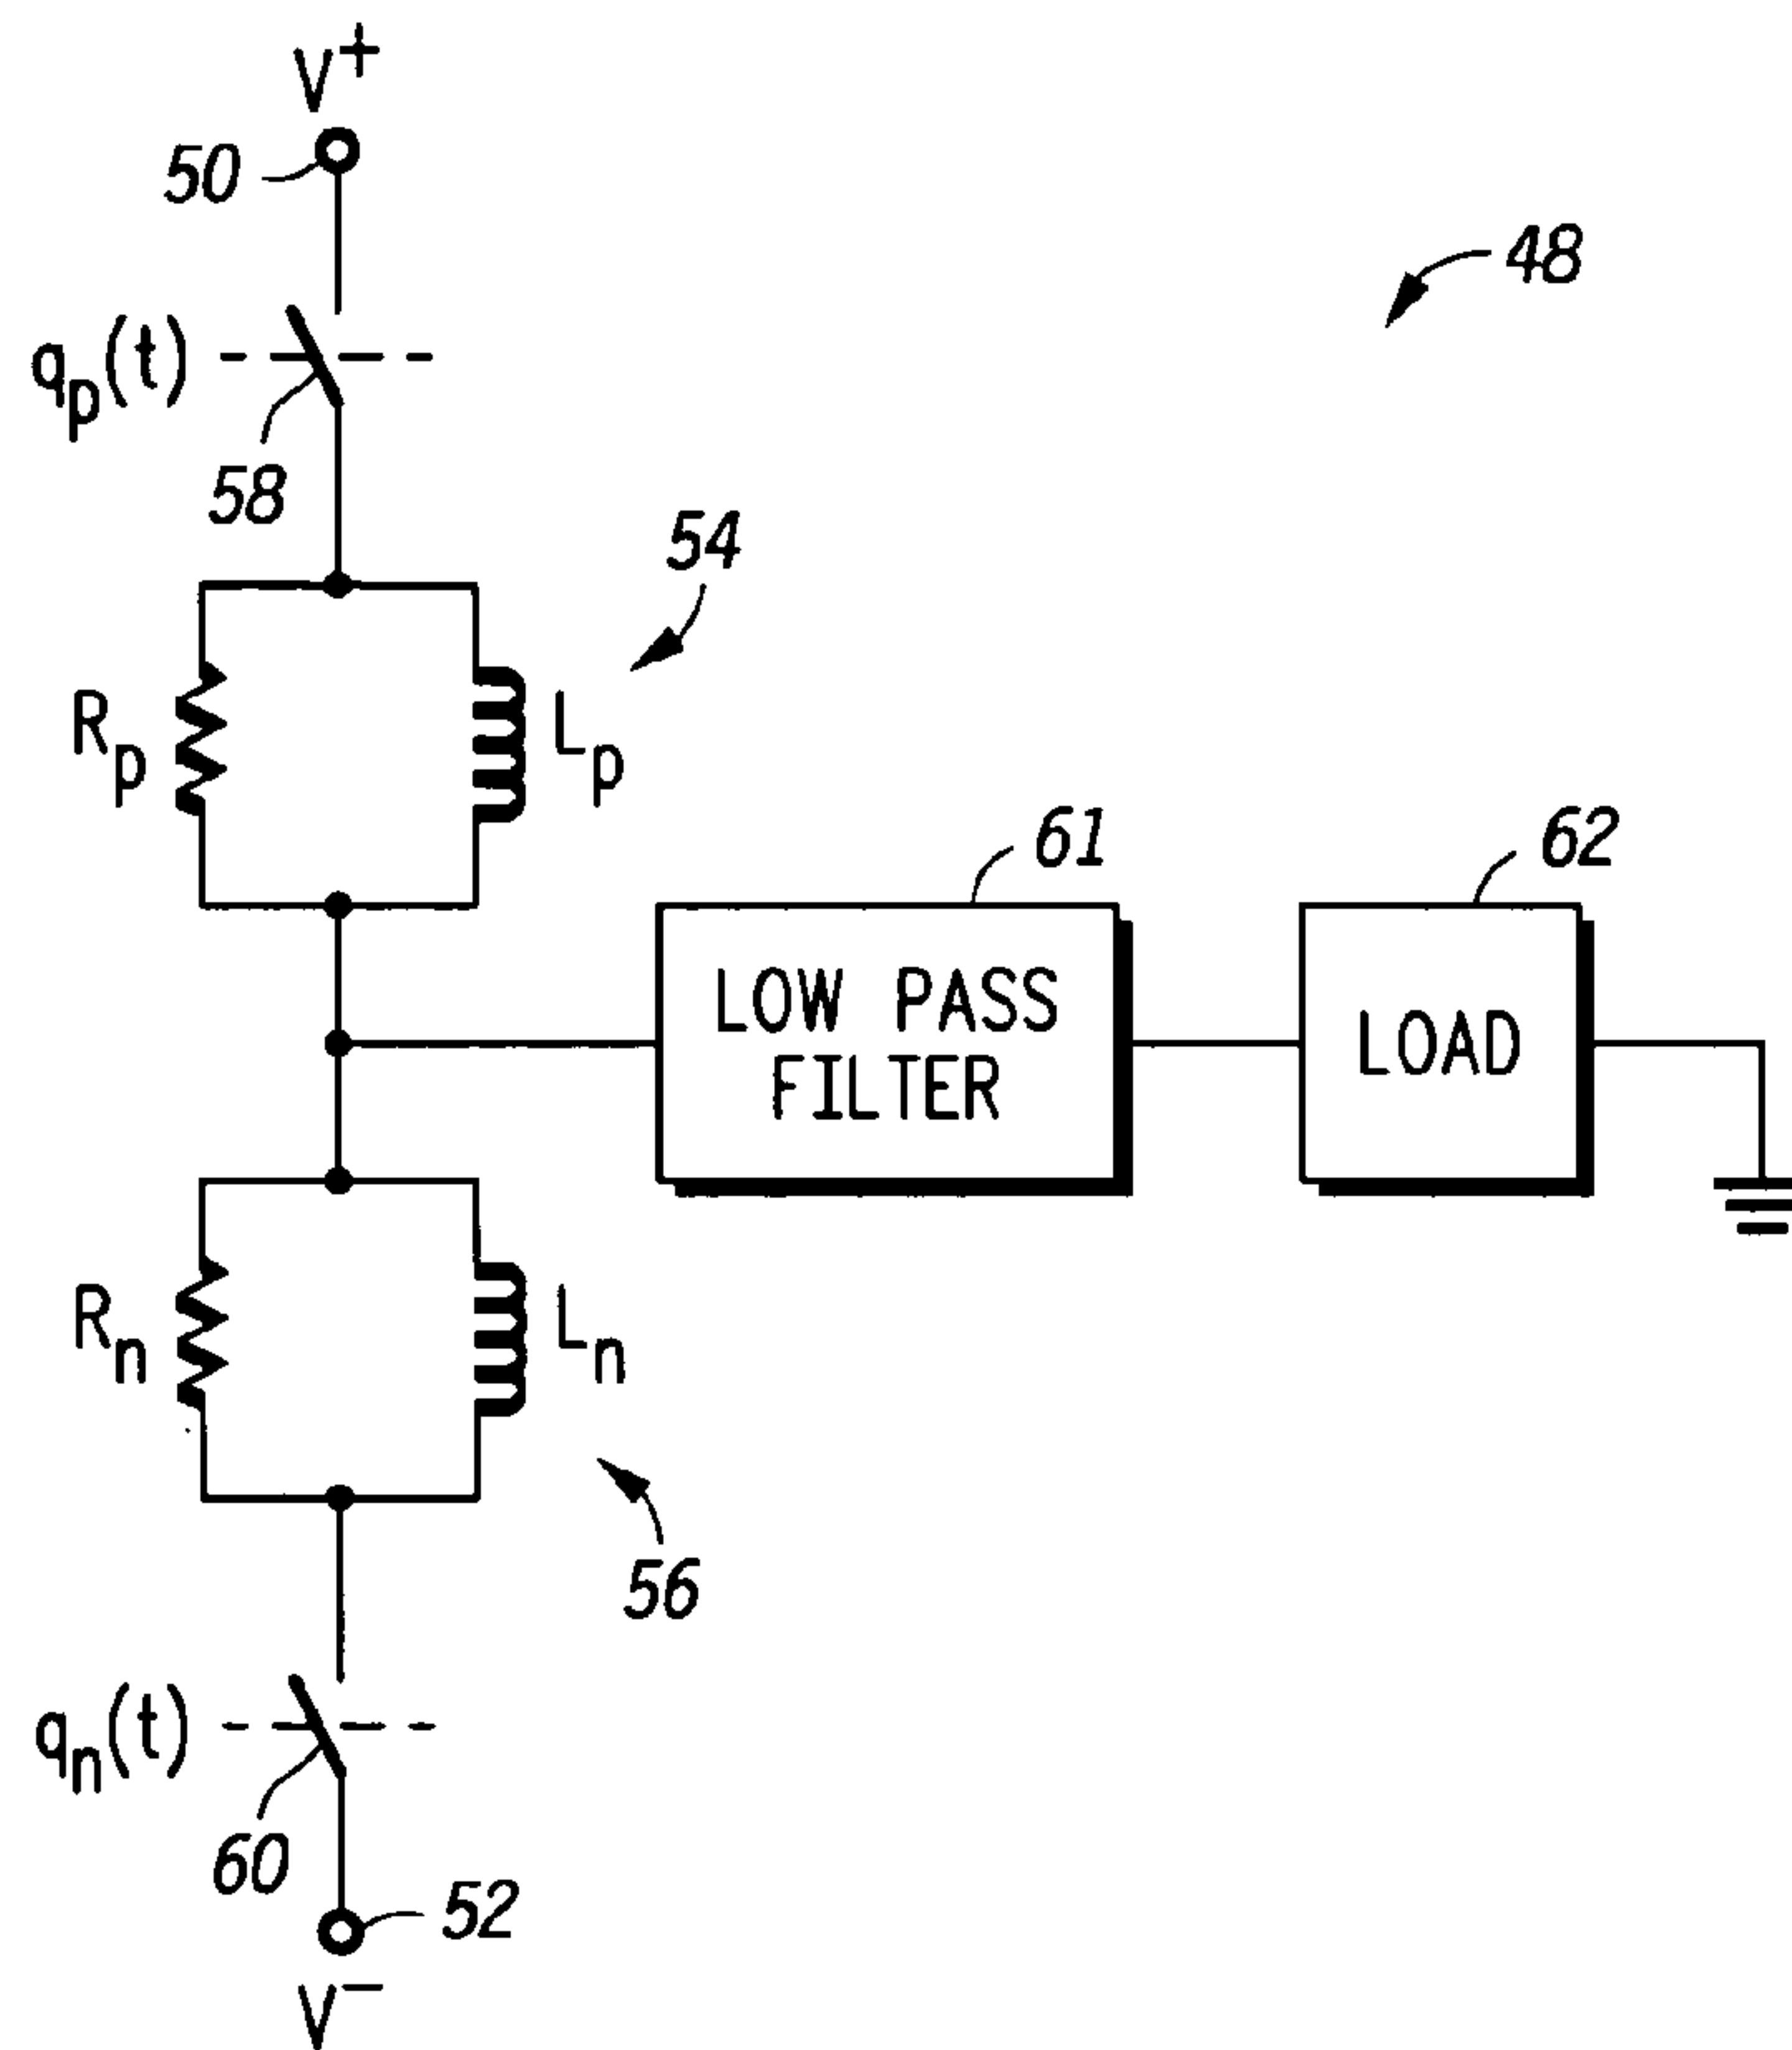 V+
50
48
qp(t)
58
54
Rp
Lp
61
62
LOW PASS
FILTER
LOAD
Rn
Ln
56
qn(t)
60
52
V−